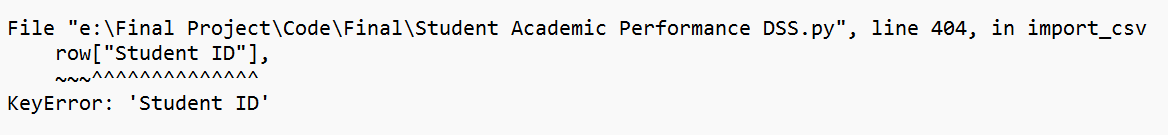 File "e:\Final Project\Code\Final\Student Academic Performance DSS.py", line 404, in import_csv
    row["Student ID"],
    ~~~^^^^^^^^^^^^^^
KeyError: 'Student ID'